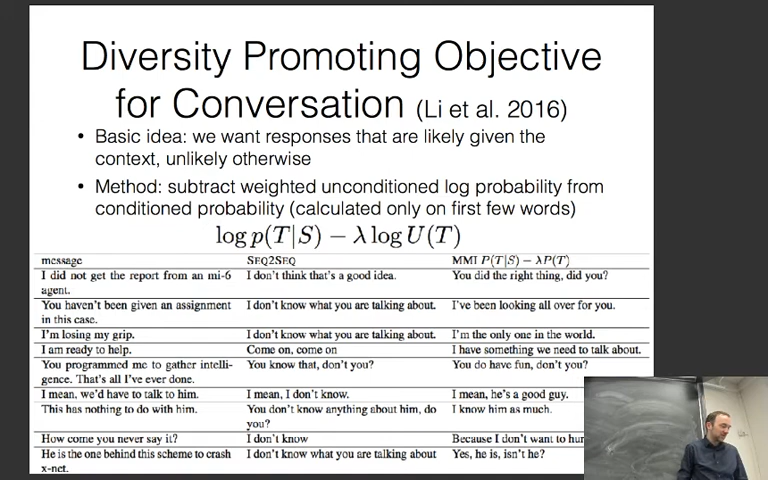 Diversity Promoting Objective
for Conversation (Li et al. 2016)
• Basic idea: we want responses that are likely given the
context, unlikely otherwise
• Method: subtract weighted unconditioned log probability from
conditioned probability (calculated only on first few words)
log p(T|S) − λ log U(T)
message SEQ2SEQ MMI P(T|S) − λP(T)
I did not get the report from an mi-6 I don't think that's a good idea. You did the right thing, did you?
agent.
You haven't been given an assignment I don't know what you are talking about. I've been looking all over for you.
in this case.
I'm losing my grip. I don't know what you are talking about. I'm the only one in the world.
I am ready to help. Come on, come on I have something we need to talk about.
You programmed me to gather intelli- You know that, don't you? You do have fun, don't you?
gence. That's all I've ever done.
I mean, we'd have to talk to him. I mean, I don't know. I mean, he's a good guy.
This has nothing to do with him. You don't know anything about him, do I know him as much.
you?
How come you never say it? I don't know Because I don't want to
He is the one behind this scheme to crash I don't know what you are talking about Yes, he is, isn't he?
x-net.